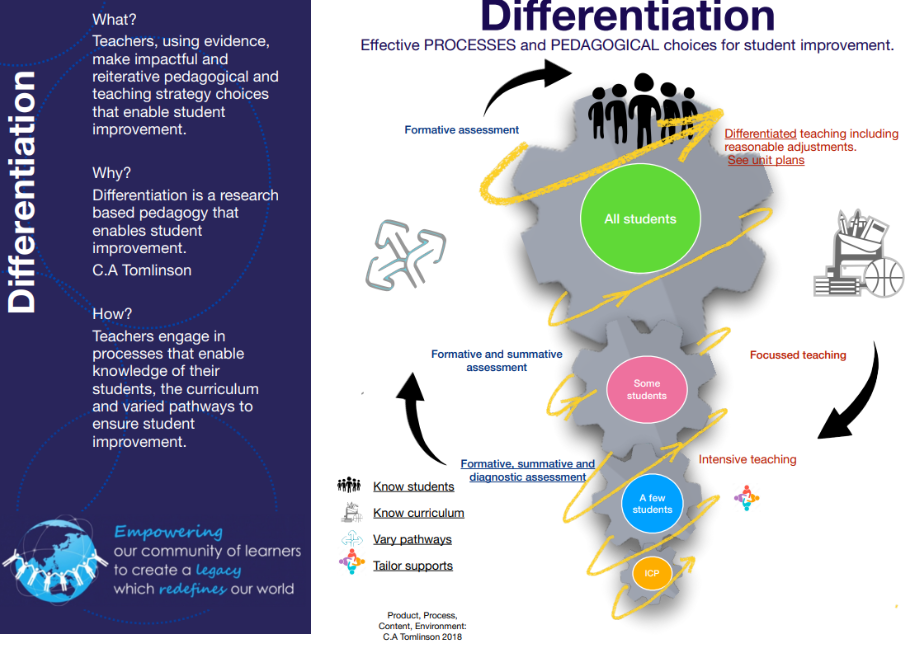 Differentiation
What?
Teachers, using evidence,
make impactful and
reiterative pedagogical and
teaching strategy choices
that enable student
improvement.
Why?
Differentiation is a research
based pedagogy that
enables student
improvement.
C.A Tomlinson
How?
Teachers engage in
processes that enable
knowledge of their
students, the curriculum
and varied pathways to
ensure student
improvement.
Empowering
our community of learners
to create a legacy
which redefines our world
Differentiation
Effective PROCESSES and PEDAGOGICAL choices for student improvement.
Formative assessment
Differentiated teaching including
reasonable adjustments.
See unit plans
All students
Formative and summative
assessment
Some
students
Focussed teaching
Formative, summative and
diagnostic assessment
Intensive teaching
A few
students
ICP
Know students
Know curriculum
Vary pathways
Tailor supports
Product, Process,
Content, Environment:
C.A Tomlinson 2018